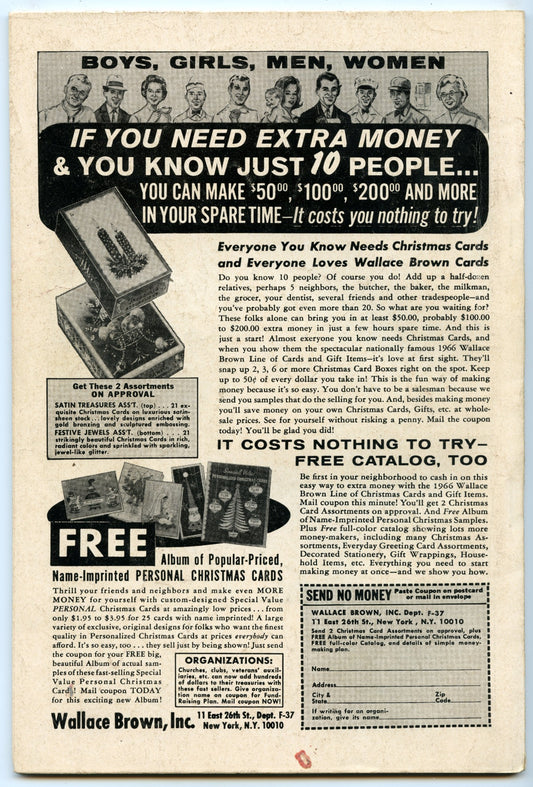 BOYS, GIRLS, MEN, WOMEN
IF YOU NEED EXTRA MONEY
& YOU KNOW JUST 10 PEOPLE...
YOU CAN MAKE $50.00, $100.00, $200.00 AND MORE
IN YOUR SPARE TIME—It costs you nothing to try!
Everyone You Know Needs Christmas Cards
and Everyone Loves Wallace Brown Cards
Do you know 10 people? Of course you do! Add up a half-dozen
relatives, perhaps 5 neighbors, the butcher, the baker, the milkman,
the grocer, your dentist, several friends and other tradespeople—and
you've probably got even more than 20. So what are you waiting for?
These folks alone can bring you in at least $50.00, probably $100.00
to $200.00 extra money in just a few hours spare time. And this is
just a start! Almost everyone you know needs Christmas Cards, and
when you show them the spectacular nationally famous 1966 Wallace
Brown Line of Cards and Gift Items—it's love at first sight. They'll
snap up 2, 3, 6 or more Christmas Card Boxes right on the spot. Keep
up to 50¢ of every dollar you take in! This is the fun way of making
money because it's so easy. You don't have to be a salesman because we
send you samples that do the selling for you. And, besides making money
you'll save money on your own Christmas Cards, Gifts, etc. at whole-
sale prices. See for yourself without risking a penny. Mail the coupon
today! You'll be glad you did!
Get These 2 Assortments
ON APPROVAL
SATIN TREASURES ASS'T. (top) . . . 21 ex-
quisite Christmas Cards on luxurious satin-
sheen stock . . . lovely designs enriched with
gold bronzing and sculptured embossing.
FESTIVE JEWELS ASS'T. (bottom) . . . 21
strikingly beautiful Christmas Cards in rich,
radiant colors and sprinkled with sparkling,
jewel-like glitter.
IT COSTS NOTHING TO TRY—
FREE CATALOG, TOO
Be first in your neighborhood to cash in on this
easy way to extra money with the 1966 Wallace
Brown Line of Christmas Cards and Gift Items.
Mail coupon this minute! You'll get 2 Christmas
Card Assortments on approval. And Free Album
of Name-Imprinted Personal Christmas Samples.
Plus Free full-color catalog showing lots more
money-makers, including many Christmas As-
sortments, Everyday Greeting Card Assortments,
Decorated Stationery, Gift Wrappings, House-
hold Items, etc. Everything you need to start
making money at once—and we show you how.
FREE
Album of Popular-Priced,
Name-Imprinted PERSONAL CHRISTMAS CARDS
Thrill your friends and neighbors and make even MORE
MONEY for yourself with custom-designed Special Value
PERSONAL Christmas Cards at amazingly low prices . . . from
only $1.95 to $3.95 for 25 cards with name imprinted! A large
variety of exclusive, original designs for folks who want the finest
quality in Personalized Christmas Cards at prices everybody can
afford. It's so easy, too . . . they sell just by being shown! Just send
the coupon for your FREE big,
beautiful Album of actual sam-
ples of these fast-selling Special
Value Personal Christmas
Cards! Mail coupon TODAY
for this exciting new Album!
ORGANIZATIONS:
Churches, clubs, veterans' auxil-
iaries, etc. can now add hundreds
of dollars to their treasuries with
these fast sellers. Give organiza-
tion name on coupon for Fund-
Raising Plan. Mail coupon NOW!
Wallace Brown, Inc. 11 East 26th St., Dept. F-37
New York, N.Y. 10010
SEND NO MONEY Paste Coupon on postcard
or mail in envelope
WALLACE BROWN, INC. Dept. F-37
11 East 26th St., New York, N.Y. 10010
Send 2 Christmas Card Assortments on approval, plus
FREE Album of Name-Imprinted Personal Christmas Cards,
FREE full-color Catalog, and details of simple money-
making plan.
Name
Address
City &
State
Zip
Code
If writing for an organi-
zation, give its name